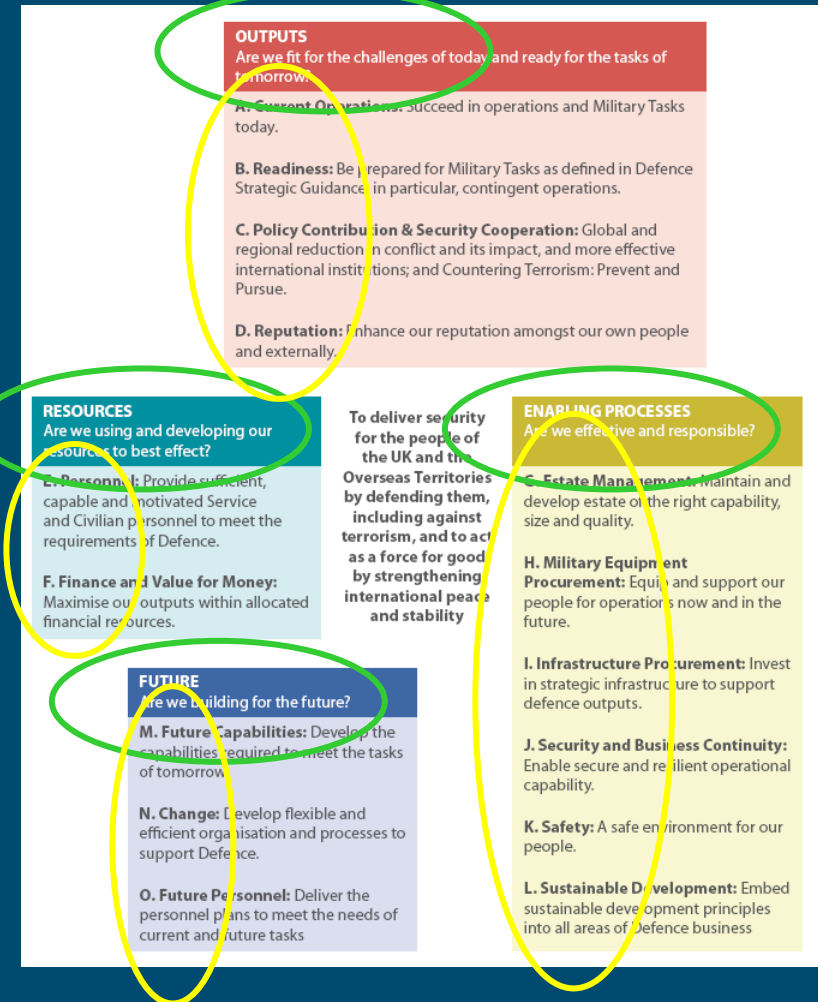 OUTPUTS
Are we fit for the challenges of today and ready for the tasks of
tomorrow?
A. Current Operations: Succeed in operations and Military Tasks
today.
B. Readiness: Be prepared for Military Tasks as defined in Defence
Strategic Guidance, in particular, contingent operations.
C. Policy Contribution & Security Cooperation: Global and
regional reduction in conflict and its impact, and more effective
international institutions; and Countering Terrorism: Prevent and
Pursue.
D. Reputation: Enhance our reputation amongst our own people
and externally.
RESOURCES
Are we using and developing our
resources to best effect?
E. Personnel: Provide sufficient,
capable and motivated Service
and Civilian personnel to meet the
requirements of Defence.
F. Finance and Value for Money:
Maximise our outputs within allocated
financial resources.
To deliver security
for the people of
the UK and the
Overseas Territories
by defending them,
including against
terrorism, and to act
as a force for good
by strengthening
international peace
and stability
ENABLING PROCESSES
Are we effective and responsible?
G. Estate Management: Maintain and
develop estate of the right capability,
size and quality.
H. Military Equipment
Procurement: Equip and support our
people for operations now and in the
future.
I. Infrastructure Procurement: Invest
in strategic infrastructure to support
defence outputs.
J. Security and Business Continuity:
Enable secure and resilient operational
capability.
K. Safety: A safe environment for our
people.
L. Sustainable Development: Embed
sustainable development principles
into all areas of Defence business
FUTURE
Are we building for the future?
M. Future Capabilities: Develop the
capabilities required to meet the tasks
of tomorrow.
N. Change: Develop flexible and
efficient organisation and processes to
support Defence.
O. Future Personnel: Deliver the
personnel plans to meet the needs of
current and future tasks